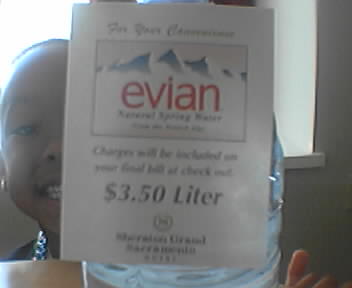 For Your Convenience
evian
Natural Spring Water
From the French Alps
Charges will be included on
your final bill at check out.
$3.50 Liter
S
Sheraton Grand
Sacramento
HOTEL